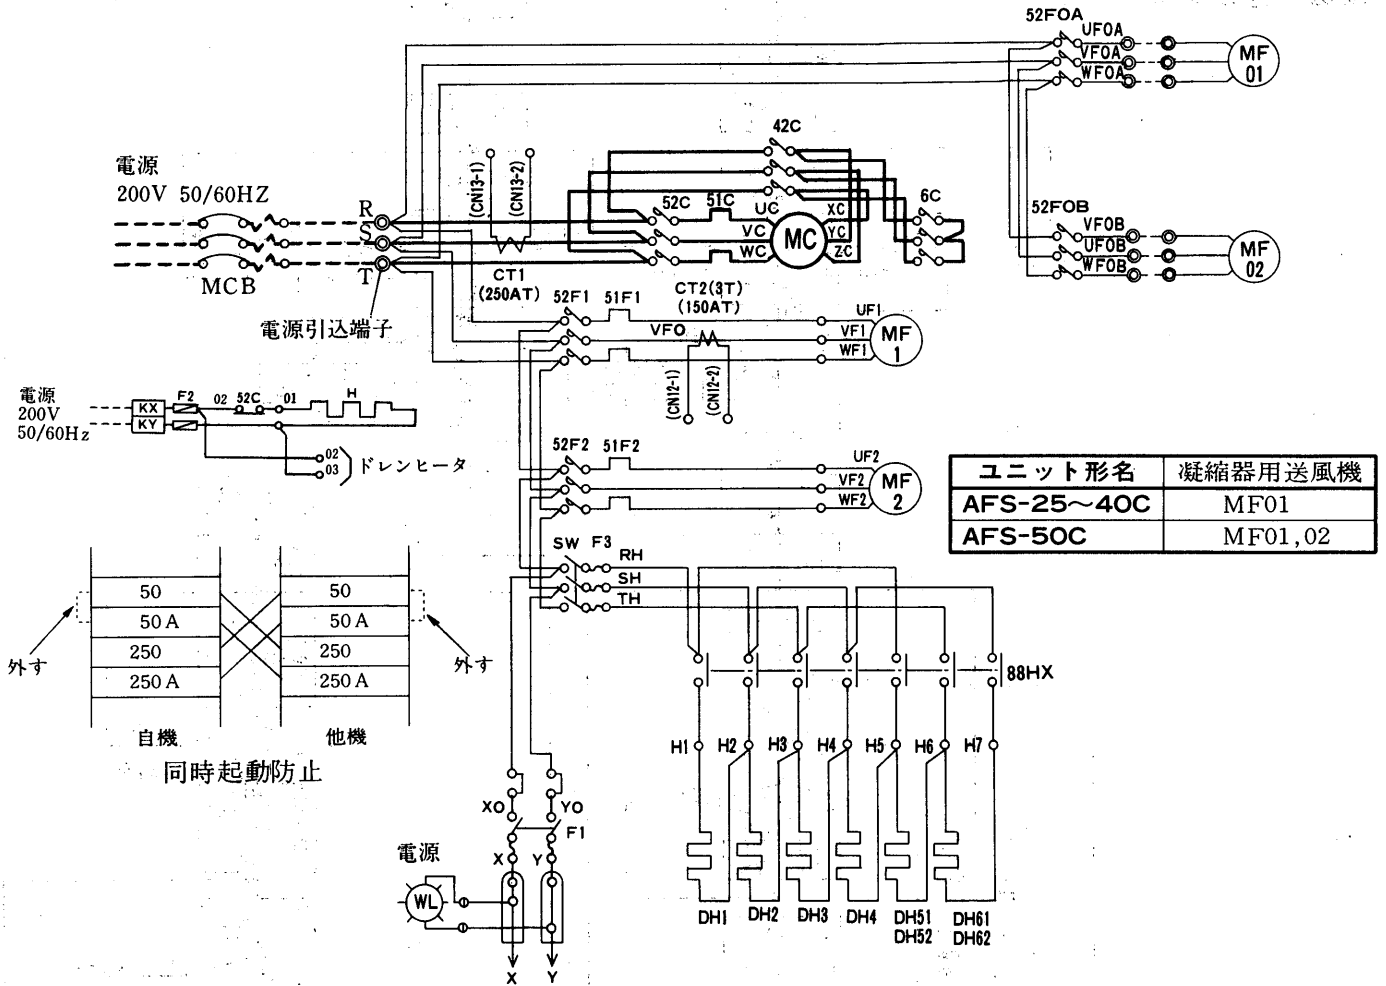 52FOA
UFOA
VFOA
WFOA
MF
01
42C
電源
200V 50/60HZ
(CN13-1)
(CN13-2)
R
S
T
52C
51C
UC
VC
WC
MC
XC
YC
ZC
6C
52FOB
VFOB
UFOB
WFOB
MF
02
MCB
CT1
(250AT)
電源引込端子
52F1
51F1
CT2(3T)
(150AT)
VFO
UF1
VF1
WF1
MF
1
(CN12-1)
(CN12-2)
電源
200V
50/60Hz
KX
KY
F2
02
52C
01
H
02
03
ドレンヒータ
52F2
51F2
UF2
VF2
WF2
MF
2
ユニット形名 凝縮器用送風機
AFS-25〜40C MF01
AFS-50C MF01,02
SW
F3
RH
SH
TH
50 50
50A 50A
250 250
250A 250A
外す
外す
自機 他機
同時起動防止
88HX
H1
H2
H3
H4
H5
H6
H7
XO
YO
F1
X
Y
電源
WL
DH1
DH2
DH3
DH4
DH51
DH52
DH61
DH62
X
Y